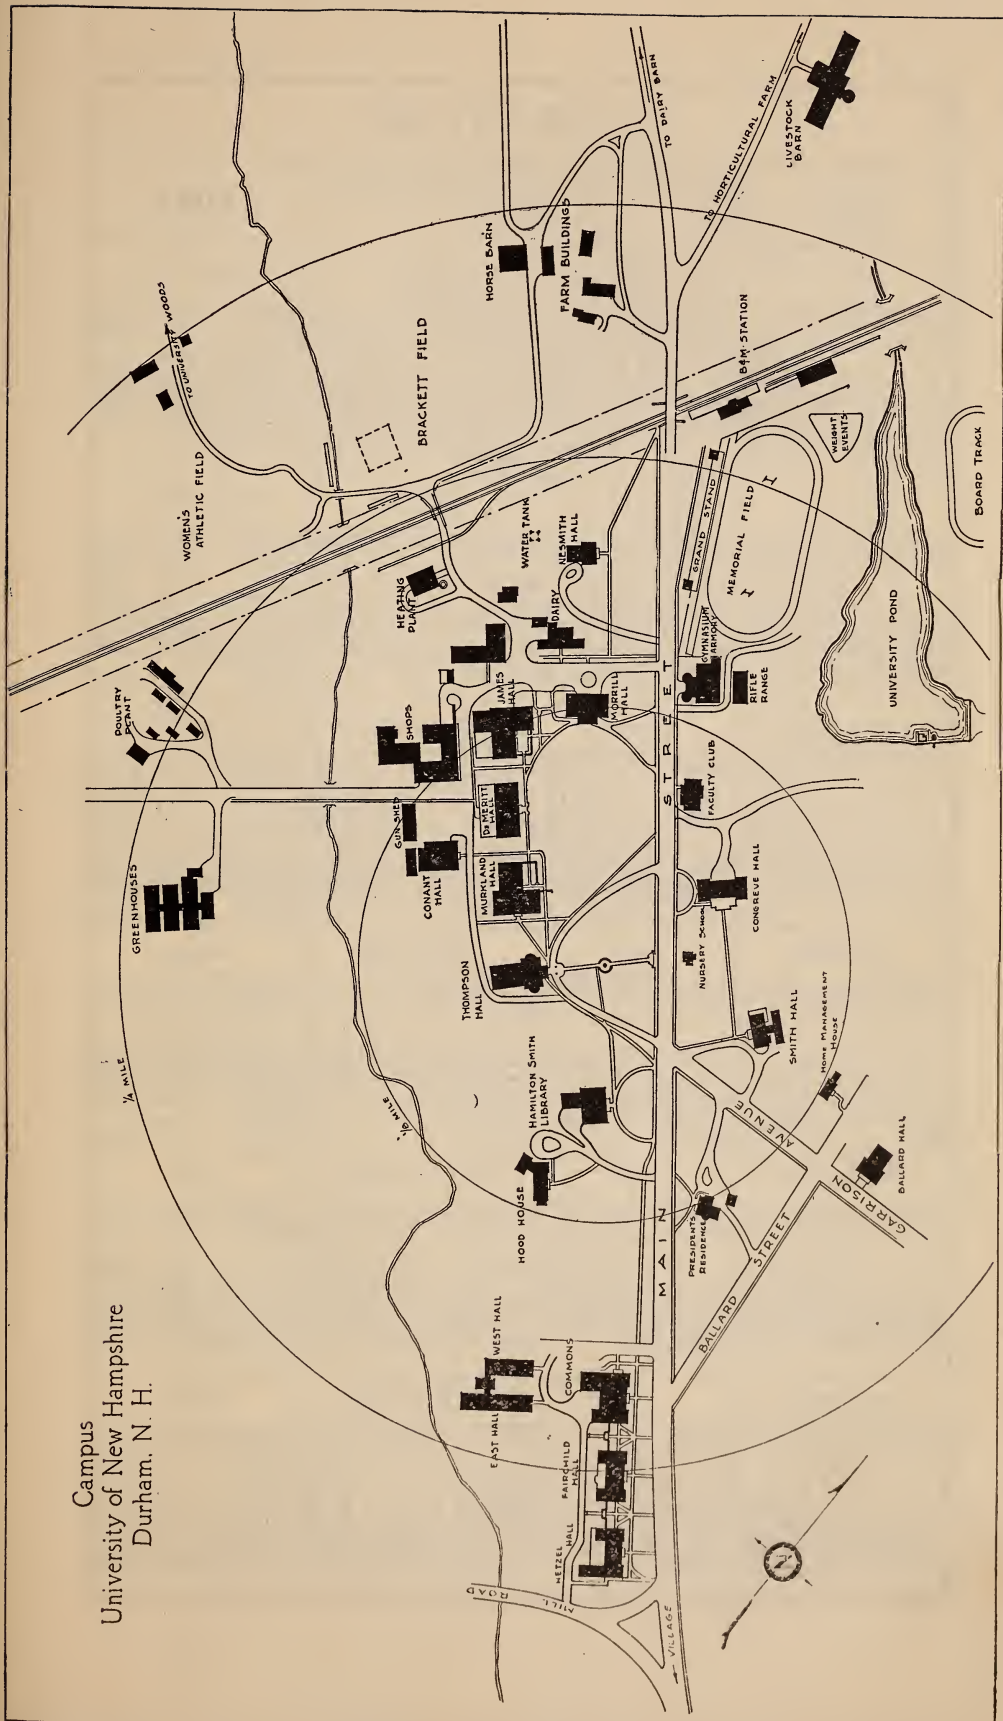 Campus
University of New Hampshire
Durham. N. H.
TO UNIVERSITY WOODS
WOMEN'S
ATHLETIC FIELD
BRACKETT FIELD
HORSE BARN
FARM BUILDINGS
TO DAIRY BARN
TO HORTICULTURAL FARM
LIVESTOCK
BARN
B&M. STATION
POULTRY
PLANT
HEATING
PLANT
WATER TANK
NESMITH
HALL
DAIRY
GRAND STAND
MEMORIAL FIELD
WEIGHT
EVENTS
UNIVERSITY POND
BOARD TRACK
GREENHOUSES
SHOPS
GUN SHED
CONANT
HALL
JAMES
HALL
DEMERITT
HALL
MORRILL
HALL
MURKLAND
HALL
GYMNASIUM
ARMORY
RIFLE
RANGE
FACULTY CLUB
CONGREVE HALL
NURSERY SCHOOL
THOMPSON
HALL
SMITH HALL
HOME MANAGEMENT
HOUSE
1/4 MILE
MILE
HAMILTON SMITH
LIBRARY
HOOD HOUSE
MAIN STREET
PRESIDENTS
RESIDENCE
GARRISON AVENUE
BALLARD HALL
BALLARD STREET
EAST HALL
WEST HALL
COMMONS
FAIRCHILD
HALL
HETZEL
HALL
MILL ROAD
VILLAGE